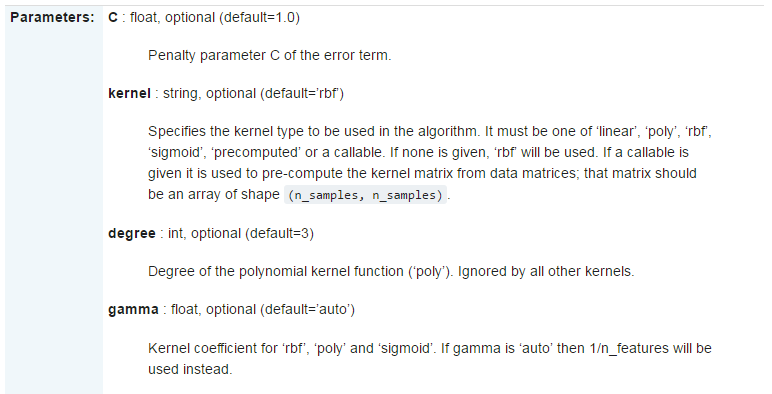 Parameters: C : float, optional (default=1.0)
Penalty parameter C of the error term.
kernel : string, optional (default=’rbf’)
Specifies the kernel type to be used in the algorithm. It must be one of ‘linear’, ‘poly’, ‘rbf’,
‘sigmoid’, ‘precomputed’ or a callable. If none is given, ‘rbf’ will be used. If a callable is
given it is used to pre-compute the kernel matrix from data matrices; that matrix should
be an array of shape (n_samples, n_samples).
degree : int, optional (default=3)
Degree of the polynomial kernel function (‘poly’). Ignored by all other kernels.
gamma : float, optional (default=’auto’)
Kernel coefficient for ‘rbf’, ‘poly’ and ‘sigmoid’. If gamma is ‘auto’ then 1/n_features will be
used instead.